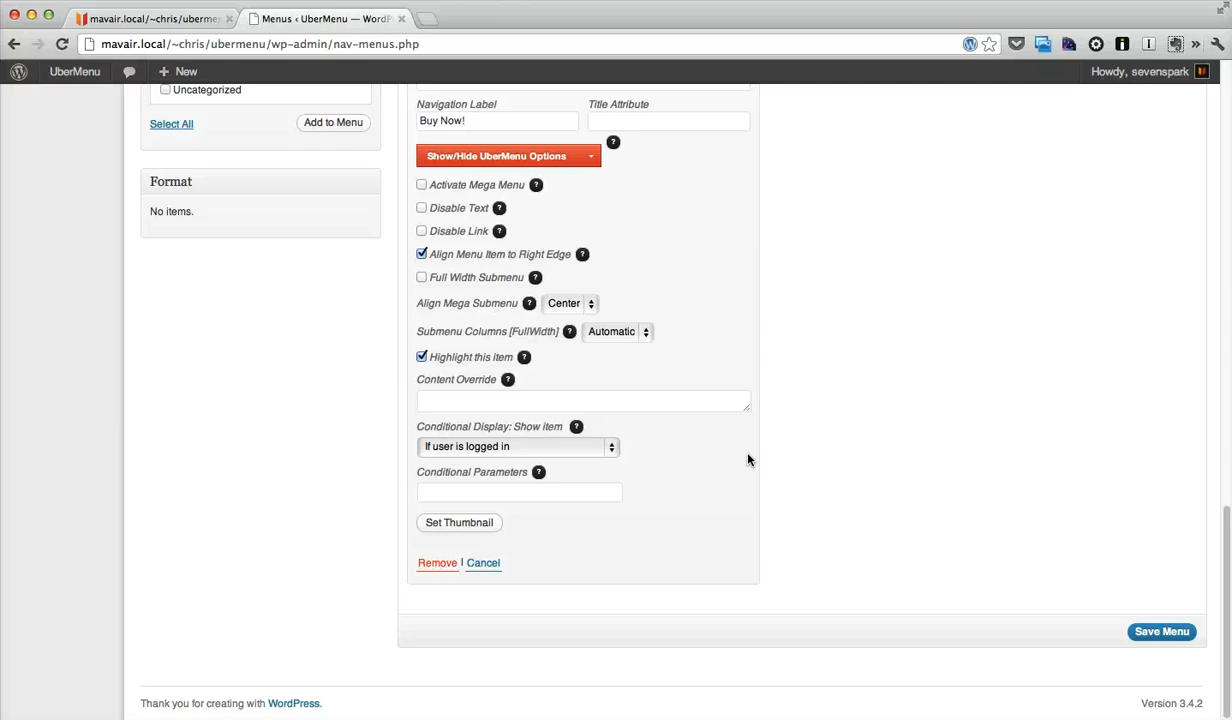 mavair.local/~chris/uberme
Menus ‹ UberMenu — WordP
mavair.local/~chris/ubermenu/wp-admin/nav-menus.php
UberMenu
New
Howdy, sevenspark
Uncategorized
Select All
Add to Menu
Format
No items.
Navigation Label
Title Attribute
Buy Now!
Show/Hide UberMenu Options
?
Activate Mega Menu ?
Disable Text ?
Disable Link ?
Align Menu Item to Right Edge ?
Full Width Submenu ?
Align Mega Submenu ? Center
Submenu Columns [FullWidth] ? Automatic
Highlight this item ?
Content Override ?
Conditional Display: Show item ?
If user is logged in
Conditional Parameters ?
Set Thumbnail
Remove | Cancel
Save Menu
Thank you for creating with WordPress.
Version 3.4.2